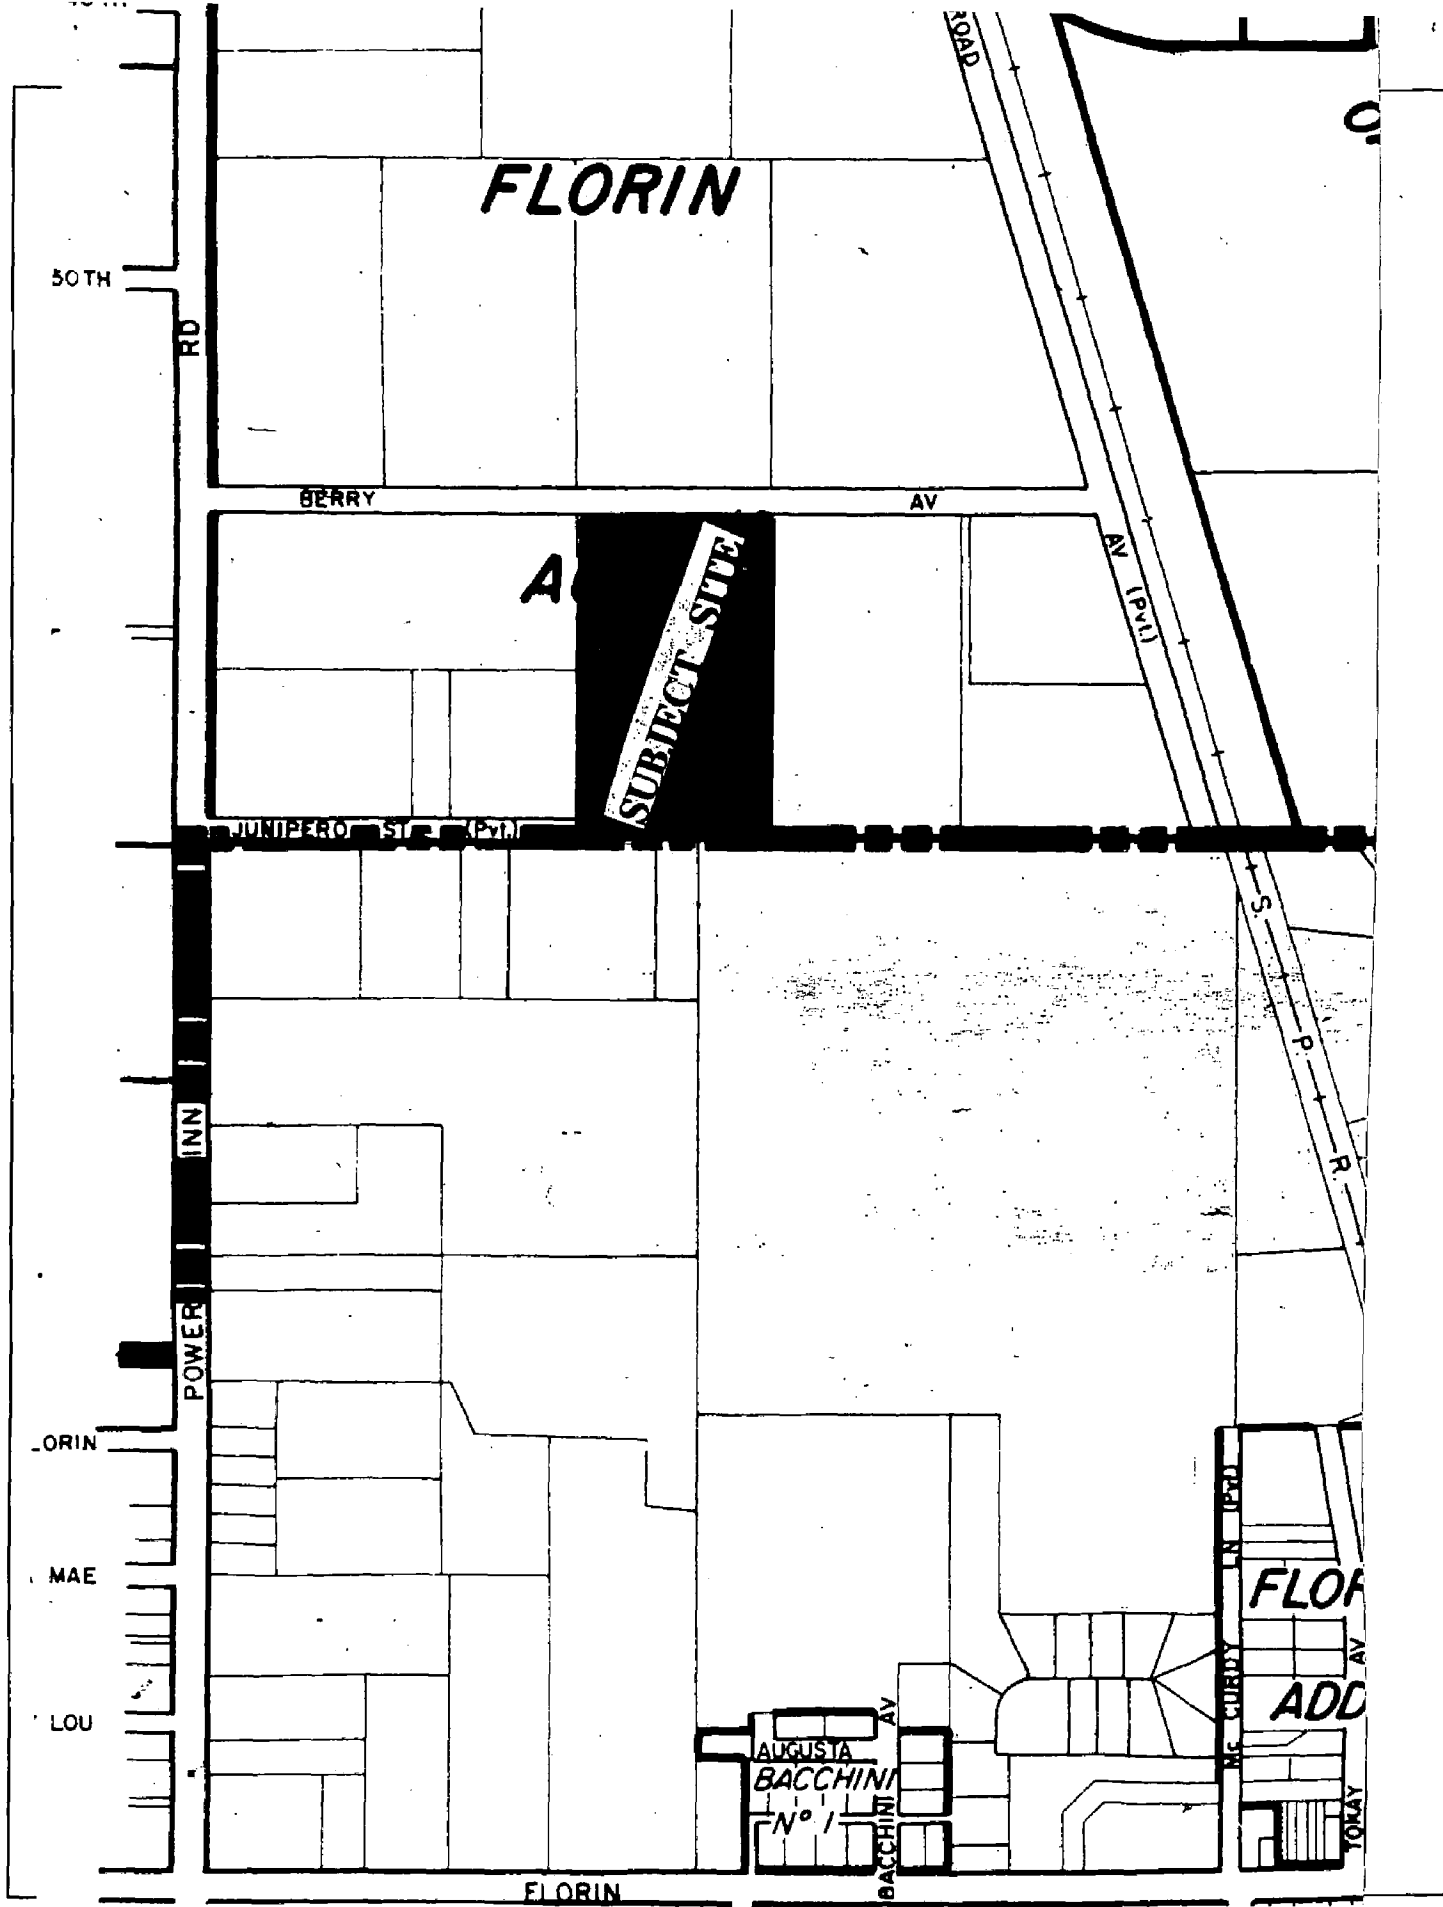 ROAD
FLORIN
50TH
RD
BERRY AV
AV (Pvt.)
SUBJECT SITE
JUNIPERO ST (Pvt.)
S. P. R.
INN
POWER
ORIN
MAE
LOU
LN (Pvt)
Mc CURDY
FLOR
ADD
AV
TOKAY
AV
AUGUSTA
BACCHINI
Nº 1
BACCHINI
FLORIN